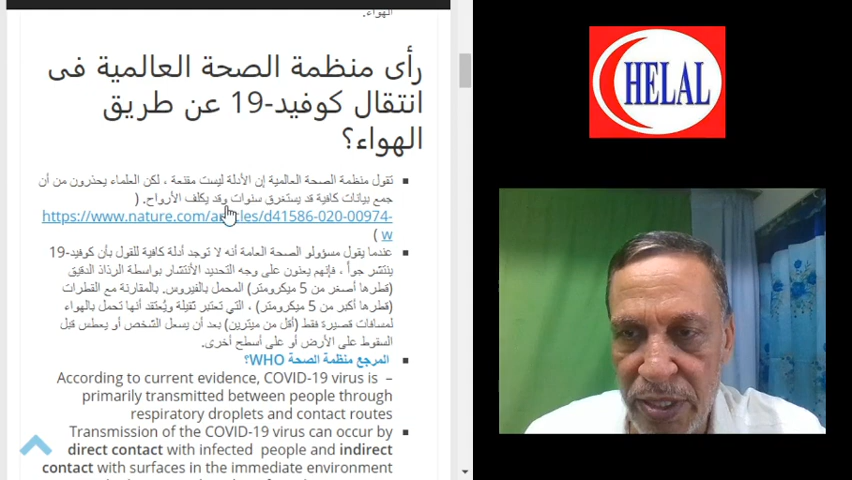 الهواء.
رأى منظمة الصحة العالمية فى
انتقال كوفيد-19 عن طريق
الهواء؟
تقول منظمة الصحة العالمية إن الأدلة ليست مقنعة ، لكن العلماء يحذرون من أن
جمع بيانات كافية قد يستغرق سنوات وقد يكلف الأرواح. (
https://www.nature.com/articles/d41586-020-00974-
w )
عندما يقول مسؤولو الصحة العامة أنه لا توجد أدلة كافية للقول بأن كوفيد-19
ينتشر جواً ، فإنهم يعنون على وجه التحديد الأنتشار بواسطة الرذاذ الدقيق
(قطرها أصغر من 5 ميكرومتر) المحمل بالفيروس. بالمقارنة مع القطرات
(قطرها أكبر من 5 ميكرومتر) ، التي تعتبر ثقيلة ويُعتقد أنها تحمل بالهواء
لمسافات قصيرة فقط (أقل من ميترين) بعد أن يسعل الشخص أو يعطس قبل
السقوط على الأرض أو على أسطح أخرى.
المرجع منظمة الصحة WHO؟
According to current evidence, COVID-19 virus is –
primarily transmitted between people through
respiratory droplets and contact routes
Transmission of the COVID-19 virus can occur by
direct contact with infected people and indirect
contact with surfaces in the immediate environment
HELAL